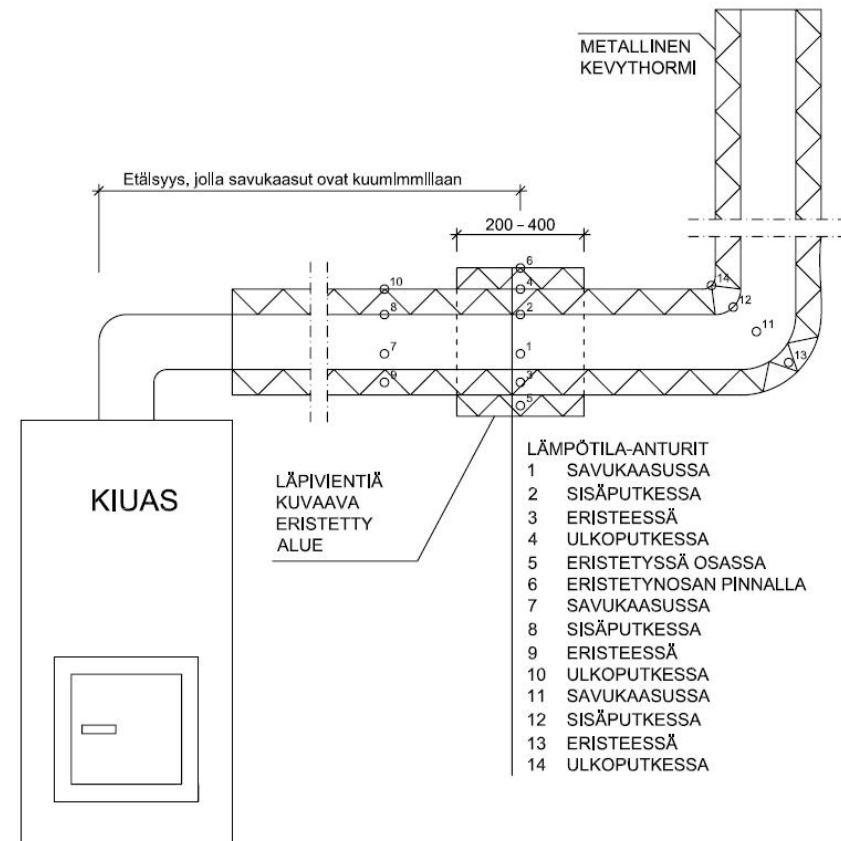 METALLINEN
KEVYTHORMI
Etäisyys, jolla savukaasut ovat kuumimmillaan
200 - 400
6
10
4
14
8
2
12
11
7
1
13
9
3
5
KIUAS
LÄPIVIENTIÄ
KUVAAVA
ERISTETTY
ALUE
LÄMPÖTILA-ANTURIT
1 SAVUKAASUSSA
2 SISÄPUTKESSA
3 ERISTEESSÄ
4 ULKOPUTKESSA
5 ERISTETYSSÄ OSASSA
6 ERISTETYNOSAN PINNALLA
7 SAVUKAASUSSA
8 SISÄPUTKESSA
9 ERISTEESSÄ
10 ULKOPUTKESSA
11 SAVUKAASUSSA
12 SISÄPUTKESSA
13 ERISTEESSÄ
14 ULKOPUTKESSA